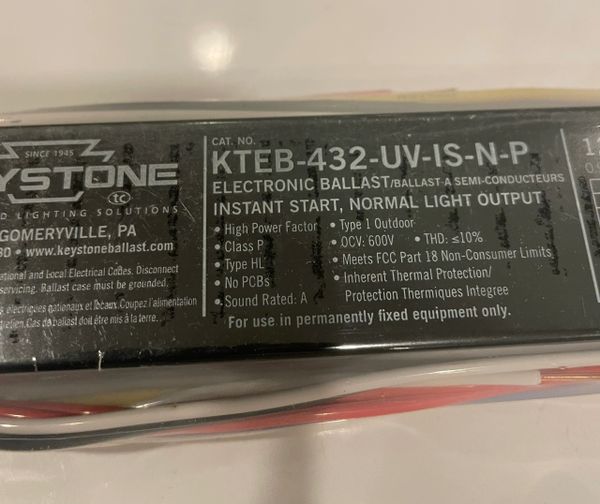 SINCE 1945
YSTONE
tc
D LIGHTING SOLUTIONS
GOMERYVILLE, PA
80 • www.keystoneballast.com
ational and Local Electrical Codes. Disconnect
servicing. Ballast case must be grounded.
électriques nationaux et locaux. Coupez l'alimentation
tretien. Cas de ballast doit être mis à la terre.
CAT. NO.
KTEB-432-UV-IS-N-P
ELECTRONIC BALLAST/BALLAST A SEMI-CONDUCTEURS
INSTANT START, NORMAL LIGHT OUTPUT
• High Power Factor
• Class P
• Type HL
• No PCBs
• Sound Rated: A
• Type 1 Outdoor
• OCV: 600V • THD: ≤10%
• Meets FCC Part 18 Non-Consumer Limits
• Inherent Thermal Protection/
Protection Thermiques Integree
For use in permanently fixed equipment only.